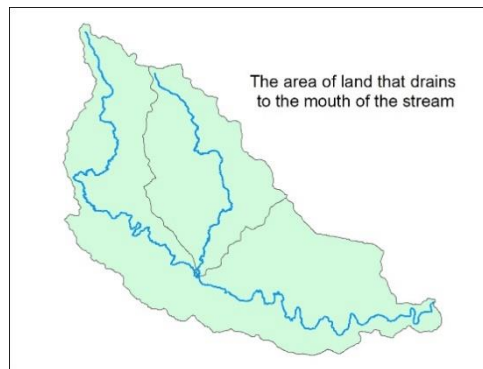 The area of land that drains
to the mouth of the stream